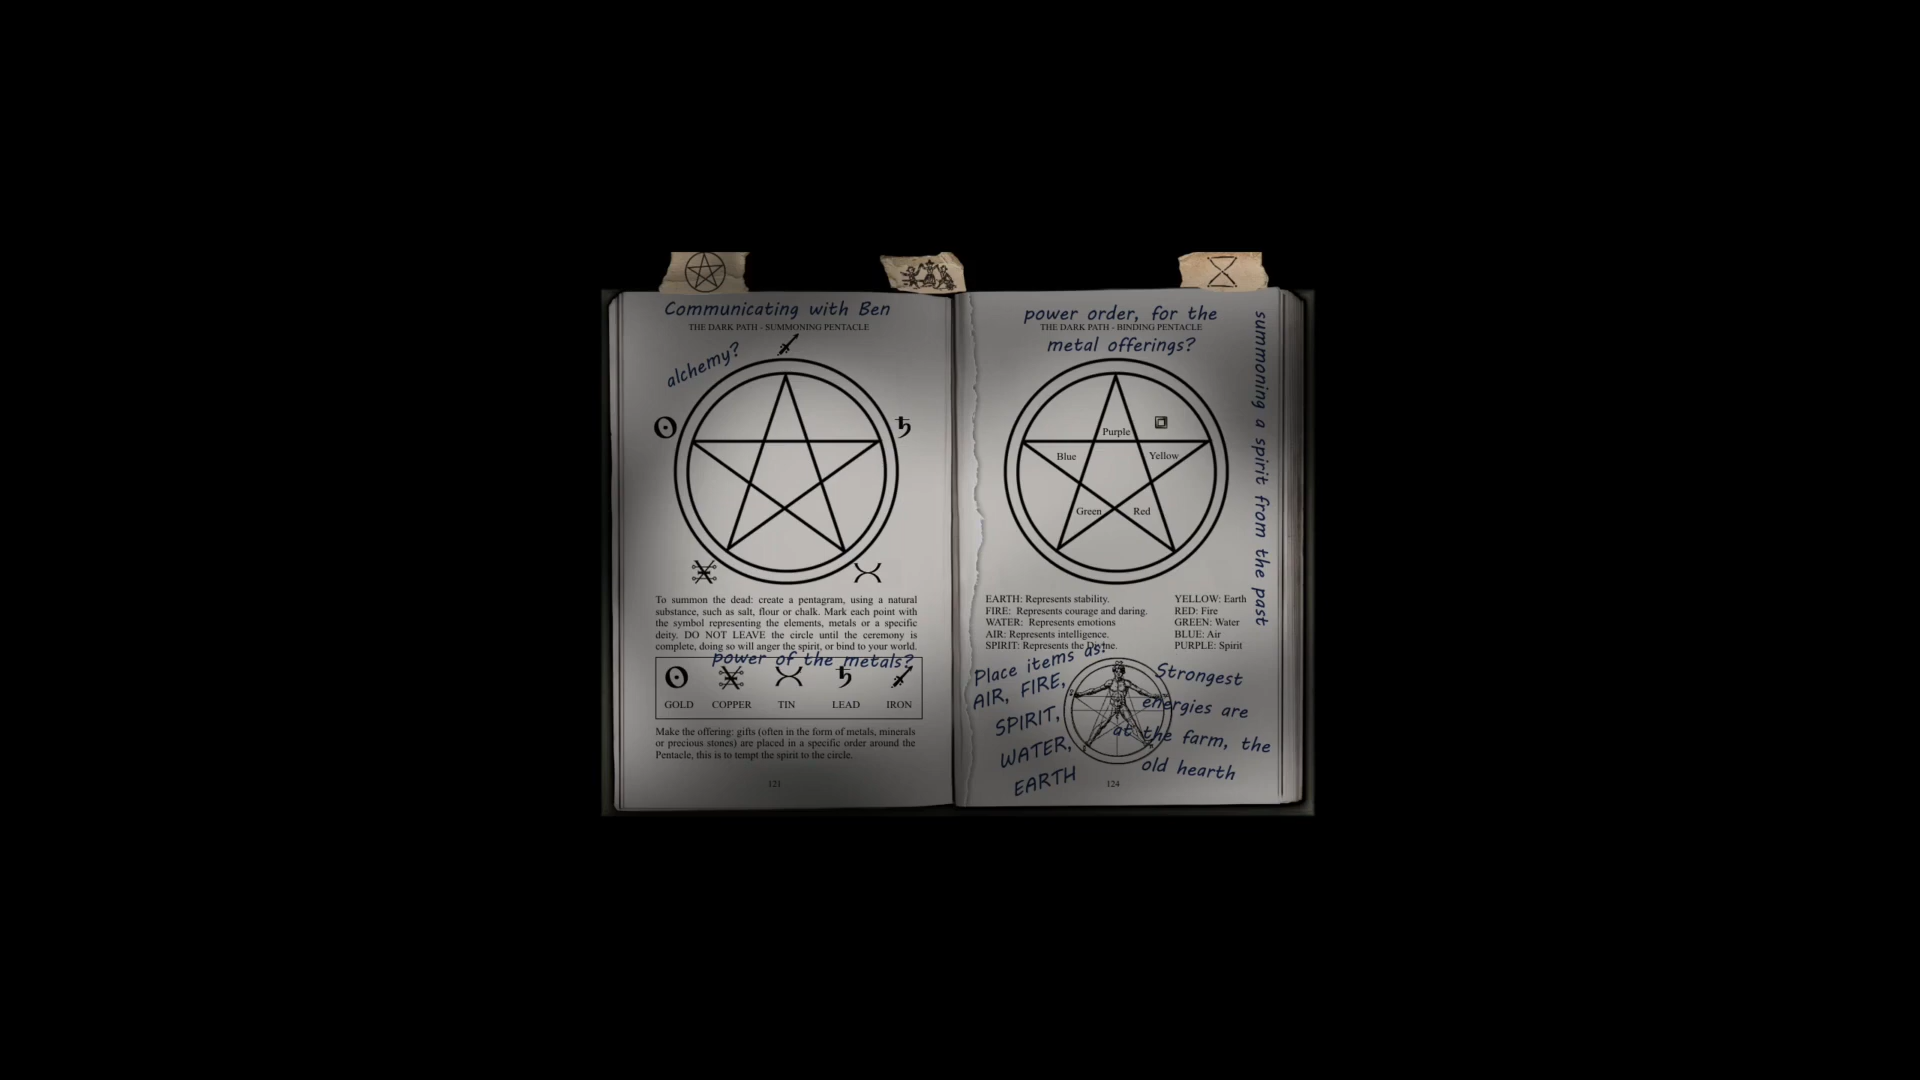 Communicating with Ben
THE DARK PATH - SUMMONING PENTACLE
alchemy?
To summon the dead: create a pentagram, using a natural
substance, such as salt, flour or chalk. Mark each point with
the symbol representing the elements, metals or a specific
deity. DO NOT LEAVE the circle until the ceremony is
complete, doing so will anger the spirit, or bind to your world.
power of the metals?
GOLD COPPER TIN LEAD IRON
Make the offering: gifts (often in the form of metals, minerals
or precious stones) are placed in a specific order around the
Pentacle, this is to tempt the spirit to the circle.
121
power order, for the
THE DARK PATH - BINDING PENTACLE
metal offerings?
Purple
Blue Yellow
Green Red
summoning a spirit from the past
EARTH: Represents stability.
FIRE: Represents courage and daring.
WATER: Represents emotions
AIR: Represents intelligence.
SPIRIT: Represents the Divine.
YELLOW: Earth
RED: Fire
GREEN: Water
BLUE: Air
PURPLE: Spirit
Place items as:
AIR, FIRE,
SPIRIT,
WATER,
EARTH
Strongest
energies are
at the farm, the
old hearth
124